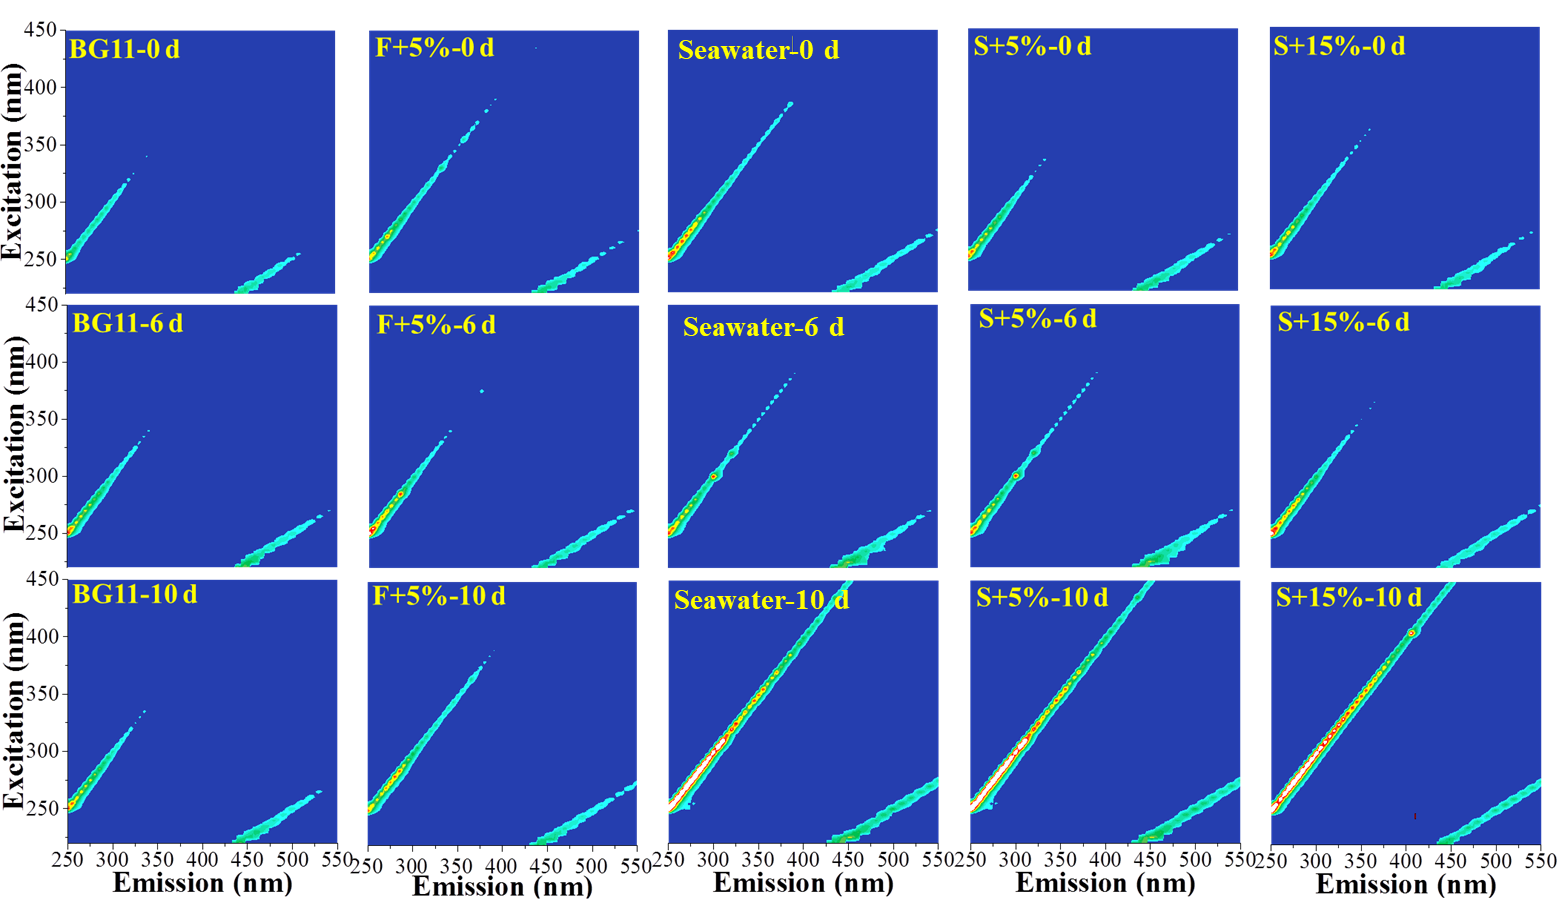 BG11-0 d
F+5%-0 d
Seawater-0 d
S+5%-0 d
S+15%-0 d
Excitation (nm)
450
400
350
300
250
BG11-6 d
F+5%-6 d
Seawater-6 d
S+5%-6 d
S+15%-6 d
Excitation (nm)
450
400
350
300
250
BG11-10 d
F+5%-10 d
Seawater-10 d
S+5%-10 d
S+15%-10 d
Excitation (nm)
450
400
350
300
250
250 300 350 400 450 500 550
250 300 350 400 450 500 550
250 300 350 400 450 500 550
250 300 350 400 450 500 550
250 300 350 400 450 500 550
Emission (nm)
Emission (nm)
Emission (nm)
Emission (nm)
Emission (nm)